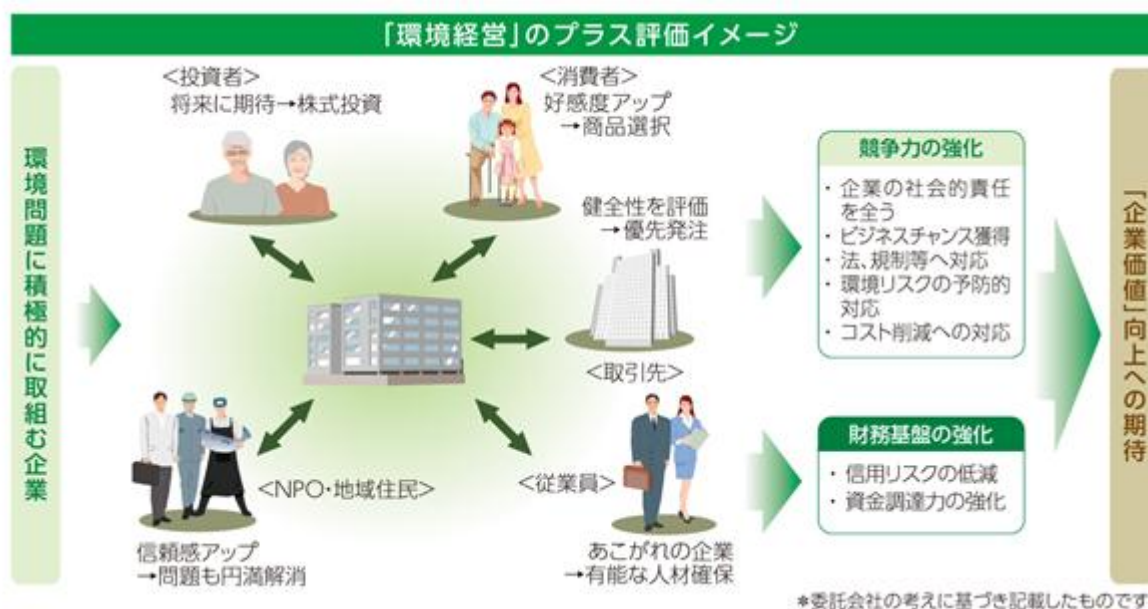 「環境経営」のプラス評価イメージ
環境問題に積極的に取組む企業
<投資者>
将来に期待→株式投資
<消費者>
好感度アップ
→商品選択
健全性を評価
→優先発注
<取引先>
<NPO・地域住民>
信頼感アップ
→問題も円満解消
<従業員>
あこがれの企業
→有能な人材確保
競争力の強化
・企業の社会的責任
を全う
・ビジネスチャンス獲得
・法、規制等へ対応
・環境リスクの予防的
対応
・コスト削減への対応
財務基盤の強化
・信用リスクの低減
・資金調達力の強化
「企業価値」向上への期待
*委託会社の考えに基づき記載したものです